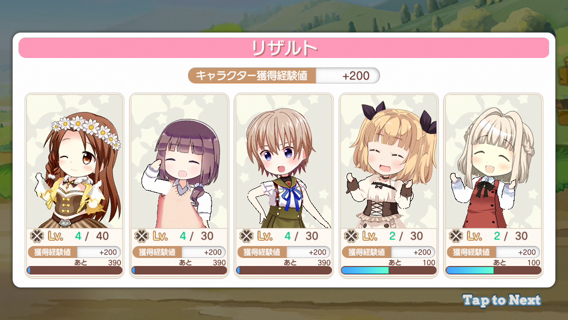 リザルト
キャラクター獲得経験値 +200
Lv. 4 / 40
獲得経験値 +200
あと 390
Lv. 4 / 30
獲得経験値 +200
あと 390
Lv. 4 / 30
獲得経験値 +200
あと 390
Lv. 2 / 30
獲得経験値 +200
あと 100
Lv. 2 / 30
獲得経験値 +200
あと 100
Tap to Next